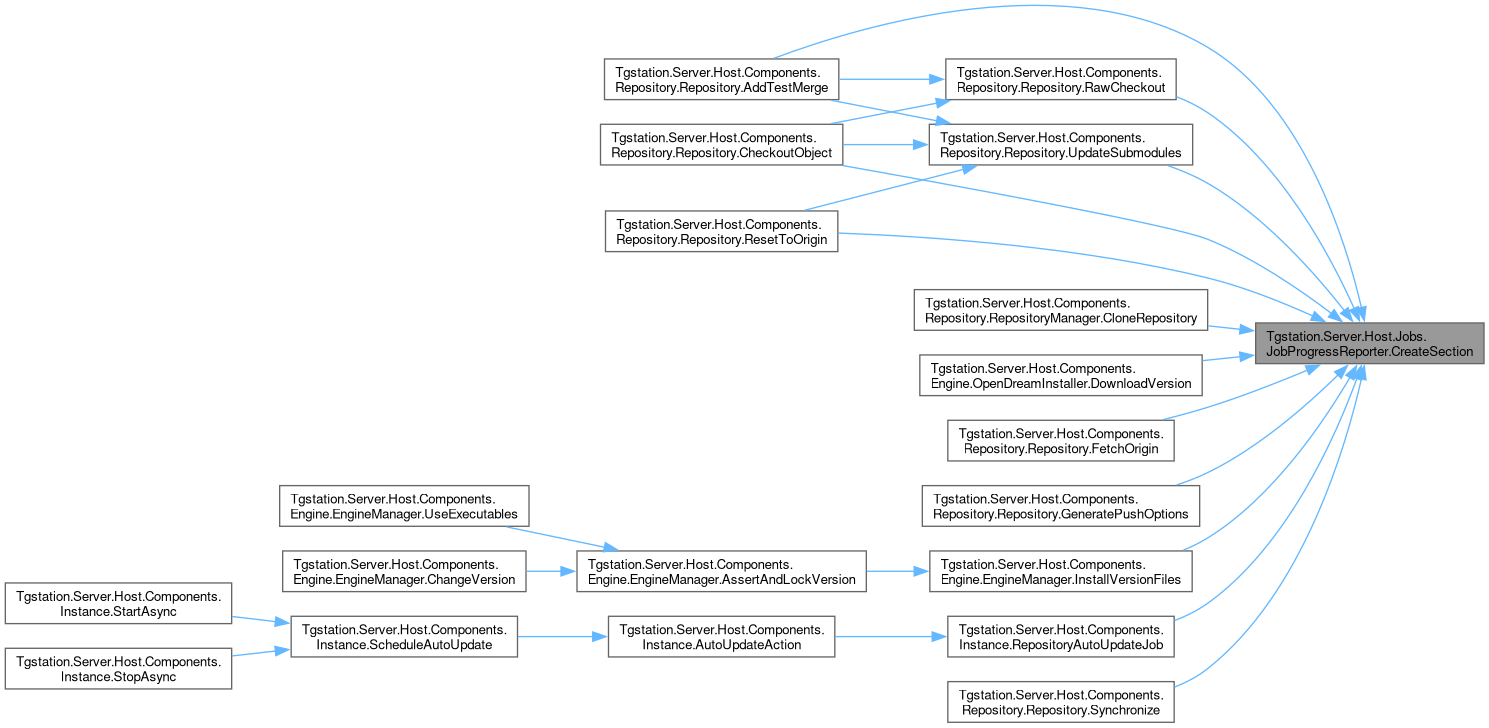 Tgstation.Server.Host.Components.
Repository.Repository.AddTestMerge
Tgstation.Server.Host.Components.
Repository.Repository.RawCheckout
Tgstation.Server.Host.Components.
Repository.Repository.CheckoutObject
Tgstation.Server.Host.Components.
Repository.Repository.UpdateSubmodules
Tgstation.Server.Host.Components.
Repository.Repository.ResetToOrigin
Tgstation.Server.Host.Components.
Repository.RepositoryManager.CloneRepository
Tgstation.Server.Host.Jobs.
JobProgressReporter.CreateSection
Tgstation.Server.Host.Components.
Engine.OpenDreamInstaller.DownloadVersion
Tgstation.Server.Host.Components.
Repository.Repository.FetchOrigin
Tgstation.Server.Host.Components.
Engine.EngineManager.UseExecutables
Tgstation.Server.Host.Components.
Repository.Repository.GeneratePushOptions
Tgstation.Server.Host.Components.
Engine.EngineManager.ChangeVersion
Tgstation.Server.Host.Components.
Engine.EngineManager.AssertAndLockVersion
Tgstation.Server.Host.Components.
Engine.EngineManager.InstallVersionFiles
Tgstation.Server.Host.Components.
Instance.StartAsync
Tgstation.Server.Host.Components.
Instance.ScheduleAutoUpdate
Tgstation.Server.Host.Components.
Instance.AutoUpdateAction
Tgstation.Server.Host.Components.
Instance.RepositoryAutoUpdateJob
Tgstation.Server.Host.Components.
Instance.StopAsync
Tgstation.Server.Host.Components.
Repository.Repository.Synchronize